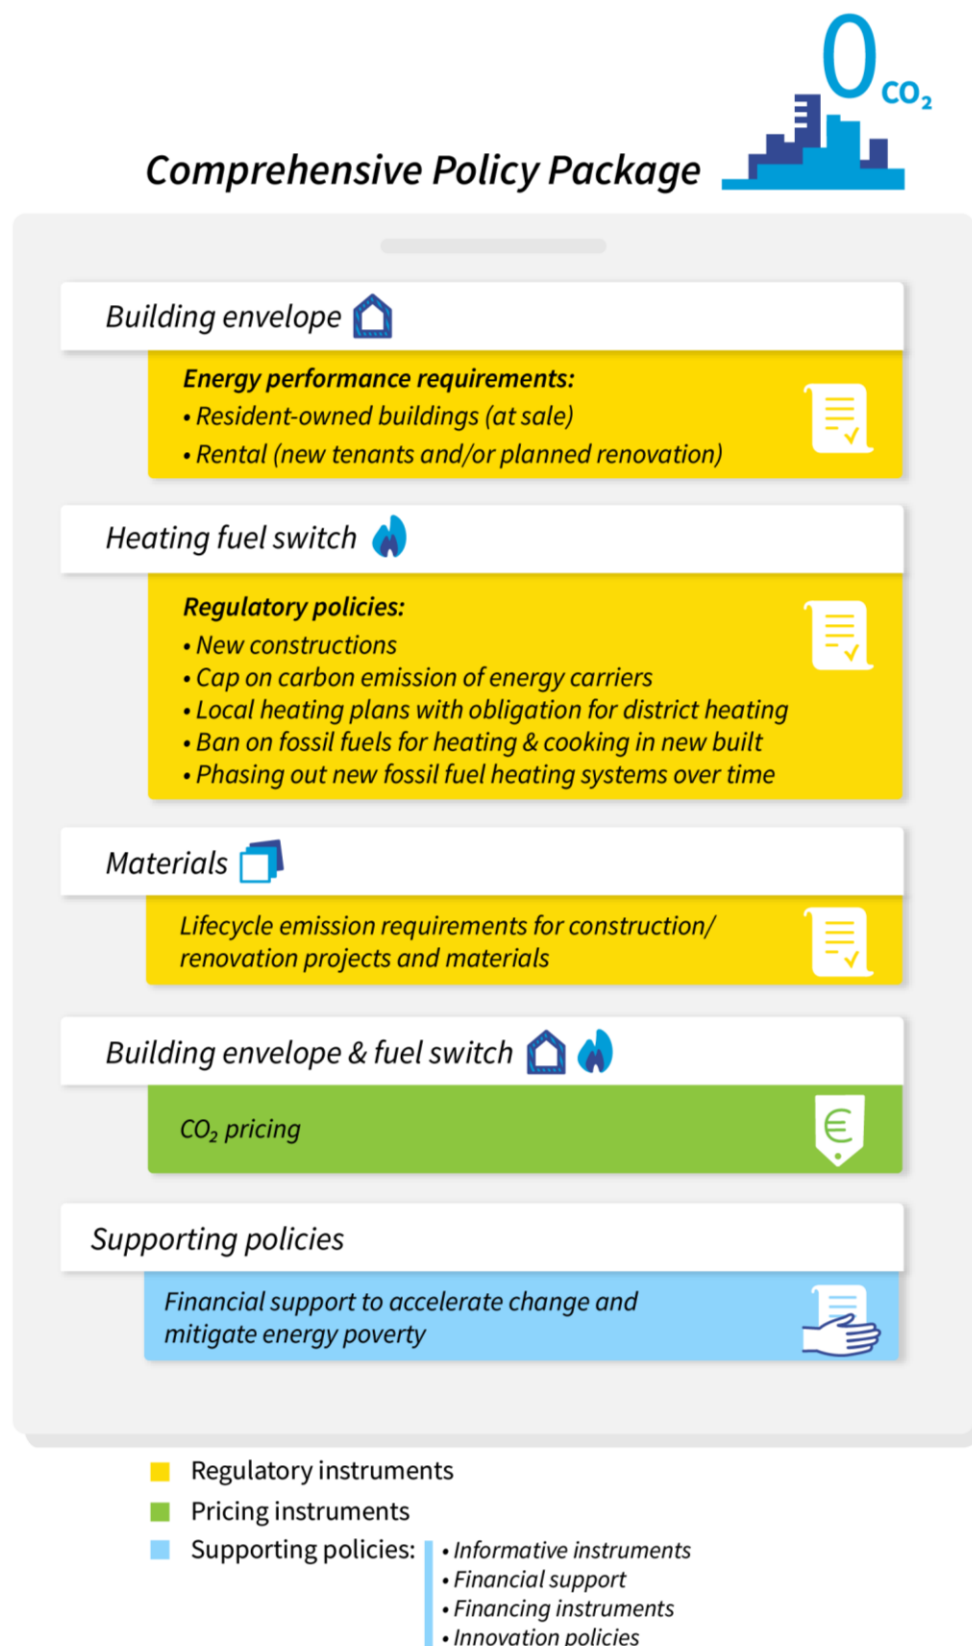 0 CO₂
Comprehensive Policy Package
Building envelope
Energy performance requirements:
• Resident-owned buildings (at sale)
• Rental (new tenants and/or planned renovation)
Heating fuel switch
Regulatory policies:
• New constructions
• Cap on carbon emission of energy carriers
• Local heating plans with obligation for district heating
• Ban on fossil fuels for heating & cooking in new built
• Phasing out new fossil fuel heating systems over time
Materials
Lifecycle emission requirements for construction/
renovation projects and materials
Building envelope & fuel switch
CO₂ pricing
€
Supporting policies
Financial support to accelerate change and
mitigate energy poverty
Regulatory instruments
Pricing instruments
Supporting policies:
• Informative instruments
• Financial support
• Financing instruments
• Innovation policies